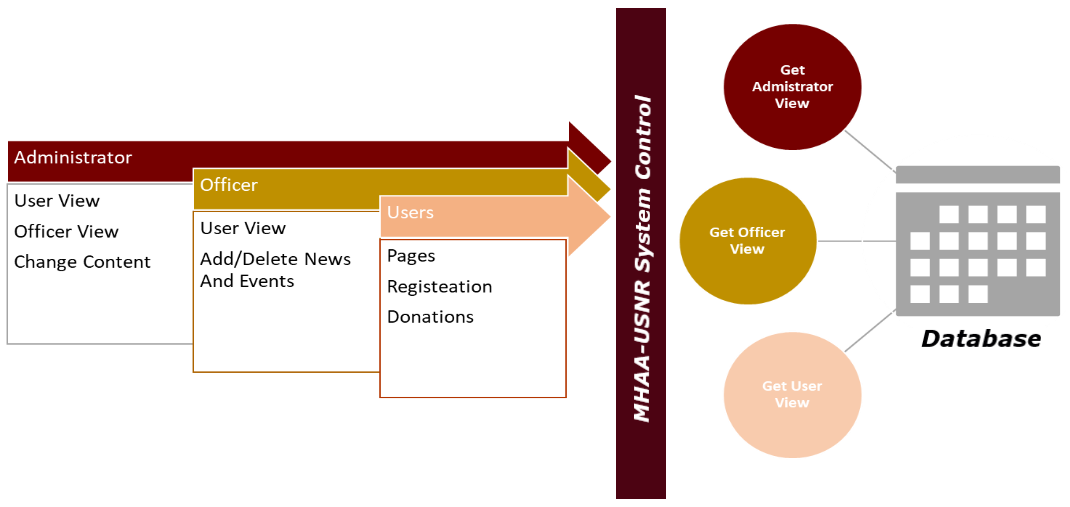 Administrator
User View
Officer View
Change Content
Officer
User View
Add/Delete News
And Events
Users
Pages
Registeation
Donations
MHAA-USNR System Control
Get
Admistrator
View
Get Officer
View
Get User
View
Database